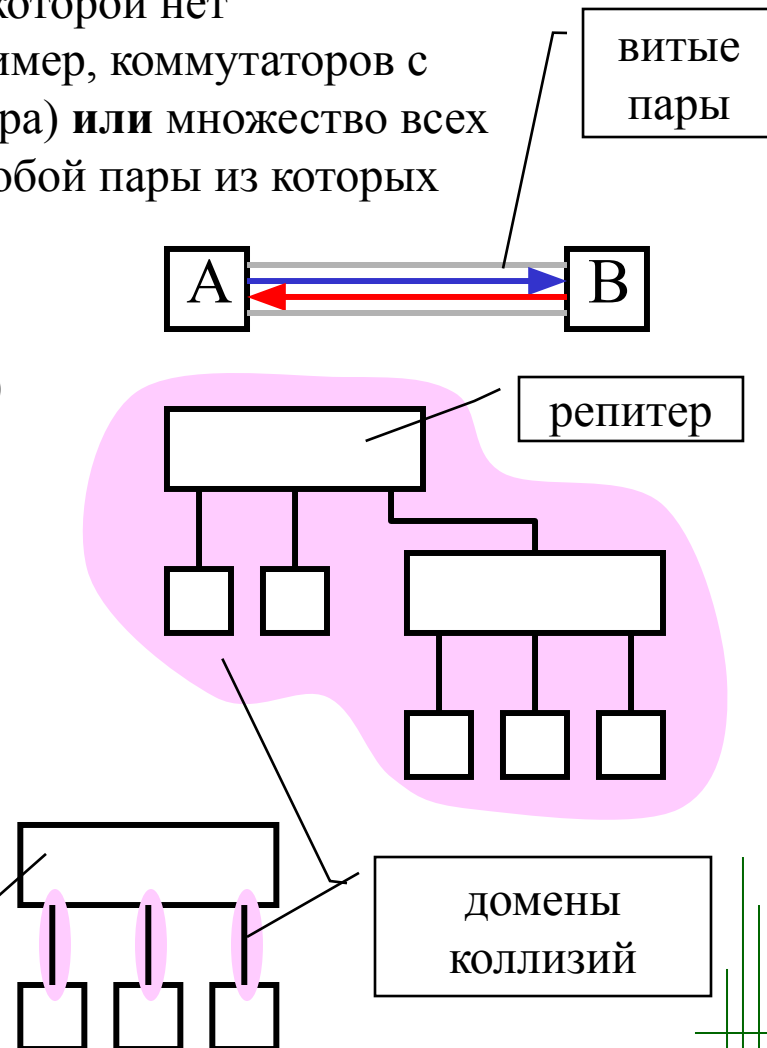 которой нет
имер, коммутаторов с
ра) или множество всех
обой пары из которых
витые
пары
A
B
)
репитер
домены
коллизий